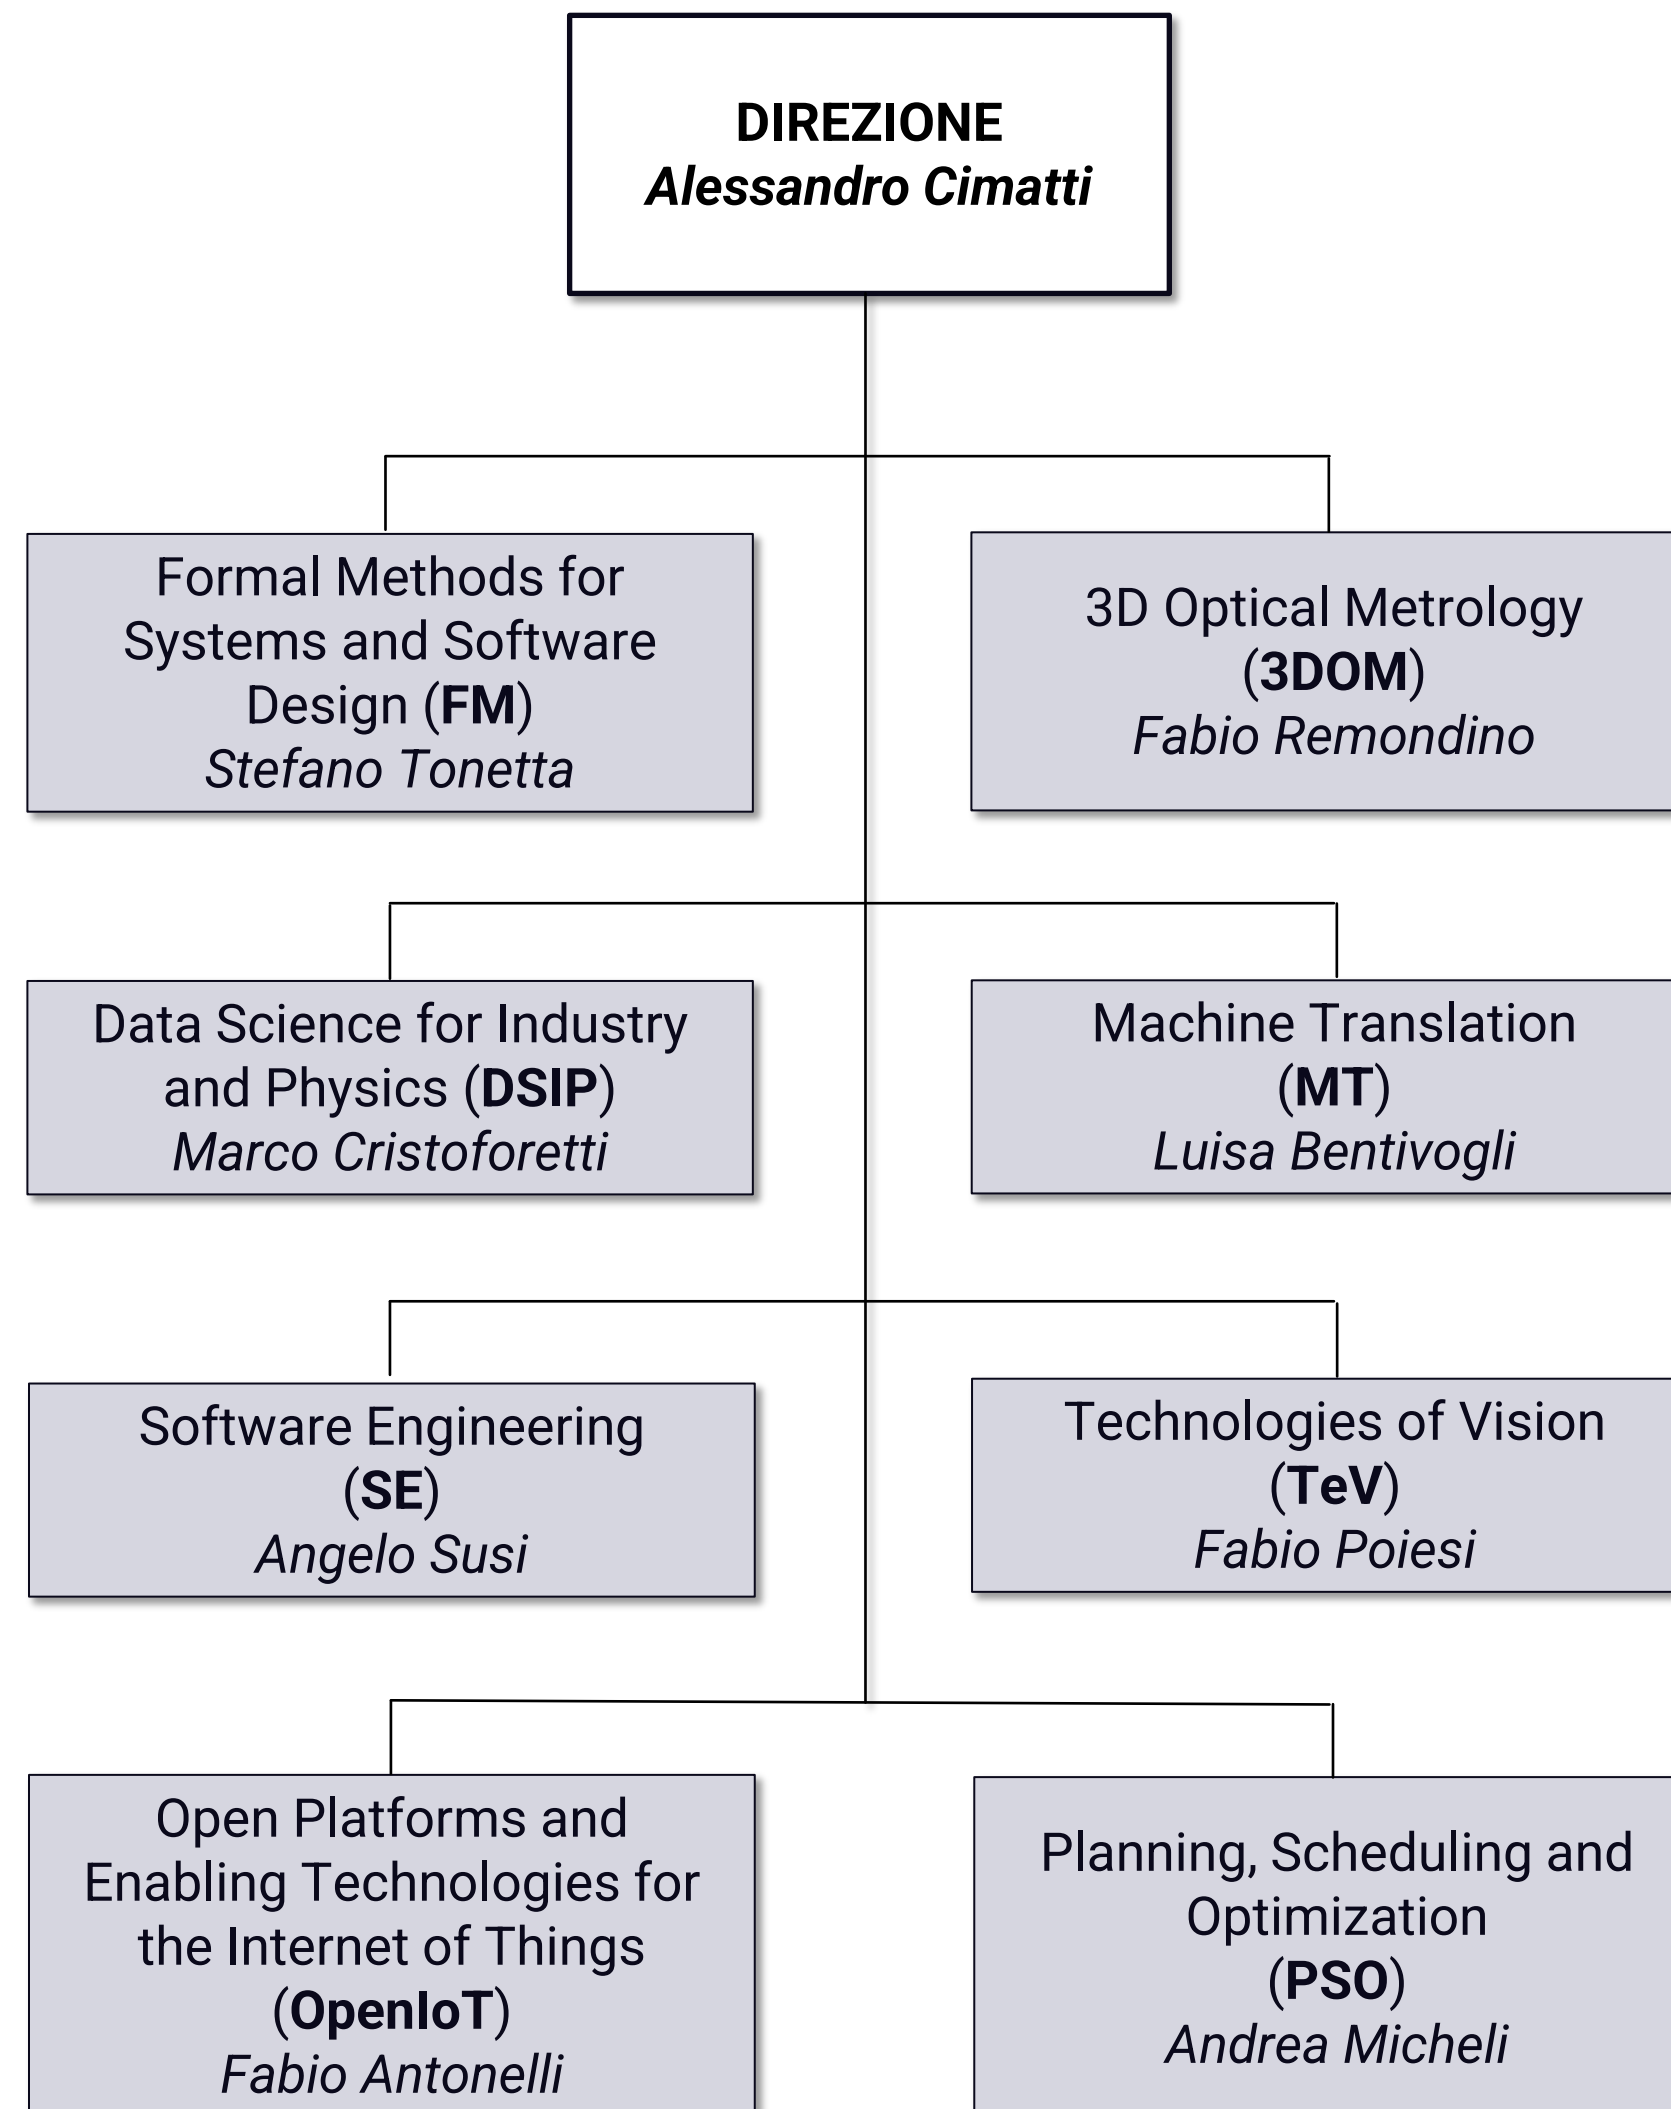 DIREZIONE
Alessandro Cimatti
Formal Methods for
Systems and Software
Design (FM)
Stefano Tonetta
3D Optical Metrology
(3DOM)
Fabio Remondino
Data Science for Industry
and Physics (DSIP)
Marco Cristoforetti
Machine Translation
(MT)
Luisa Bentivogli
Software Engineering
(SE)
Angelo Susi
Technologies of Vision
(TeV)
Fabio Poiesi
Open Platforms and
Enabling Technologies for
the Internet of Things
(OpenIoT)
Fabio Antonelli
Planning, Scheduling and
Optimization
(PSO)
Andrea Micheli